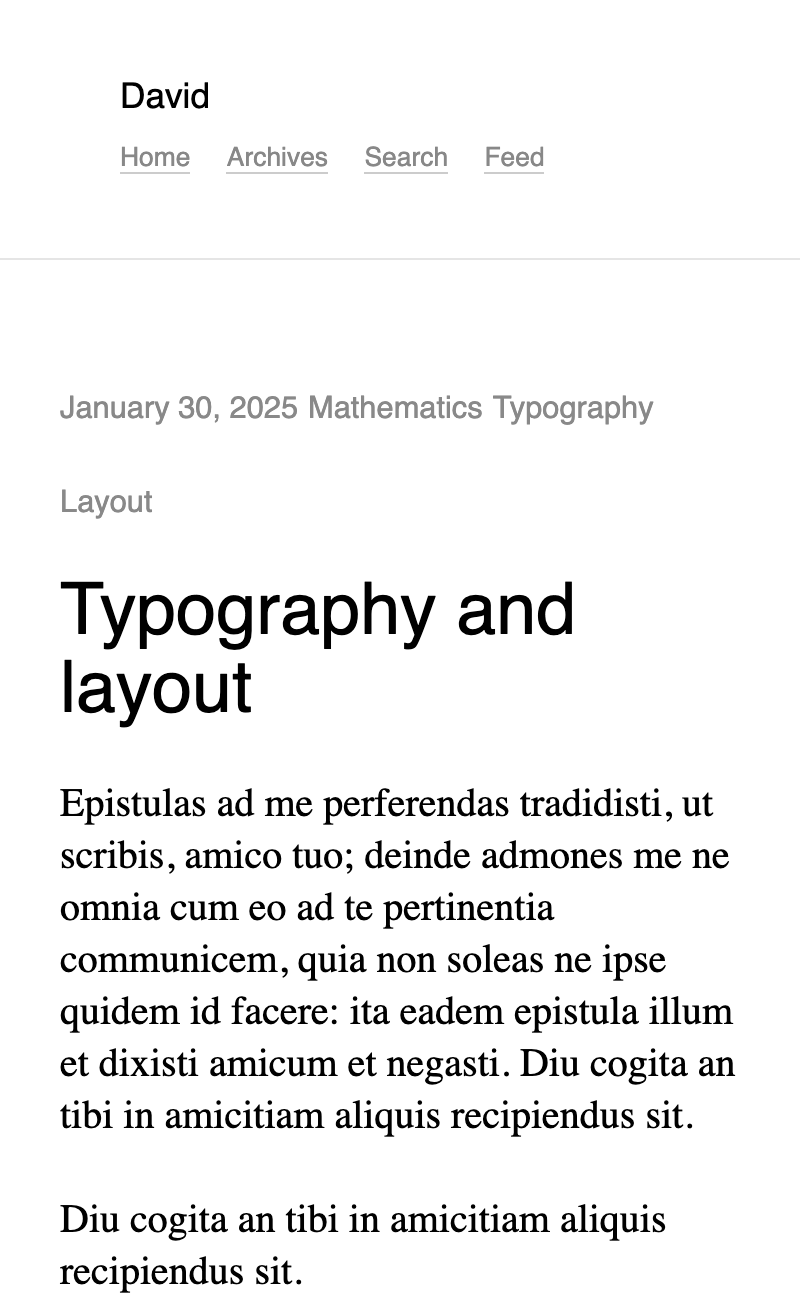 David
Home Archives Search Feed
January 30, 2025 Mathematics Typography
Layout
Typography and
layout
Epistulas ad me perferendas tradidisti, ut
scribis, amico tuo; deinde admones me ne
omnia cum eo ad te pertinentia
communicem, quia non soleas ne ipse
quidem id facere: ita eadem epistula illum
et dixisti amicum et negasti. Diu cogita an
tibi in amicitiam aliquis recipiendus sit.
Diu cogita an tibi in amicitiam aliquis
recipiendus sit.